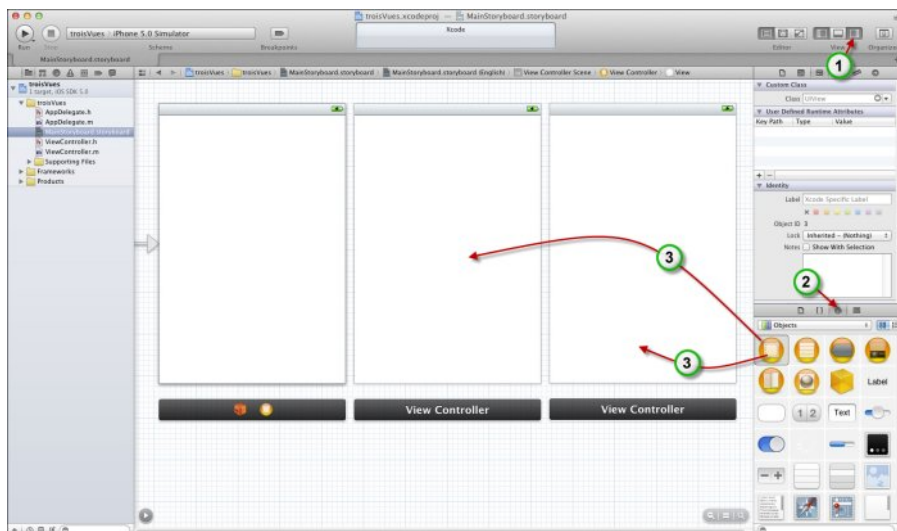 troisVues.xcodeproj — MainStoryboard.storyboard
troisVues iPhone 5.0 Simulator
Xcode
Run Stop Scheme Breakpoints Editor View Organizer
1
MainStoryboard.storyboard
troisVues troisVues MainStoryboard.storyboard MainStoryboard.storyboard (English) View Controller Scene View Controller View
troisVues
1 target, iOS SDK 5.0
troisVues
AppDelegate.h
AppDelegate.m
MainStoryboard.storyboard
ViewController.h
ViewController.m
Supporting Files
Frameworks
Products
Custom Class
Class UIView
User Defined Runtime Attributes
Key Path Type Value
Identity
Label Xcode Specific Label
Object ID 3
Lock Inherited - (Nothing)
Notes Show With Selection
3
2
3
Objects
Label
1 2
Text
View Controller
View Controller